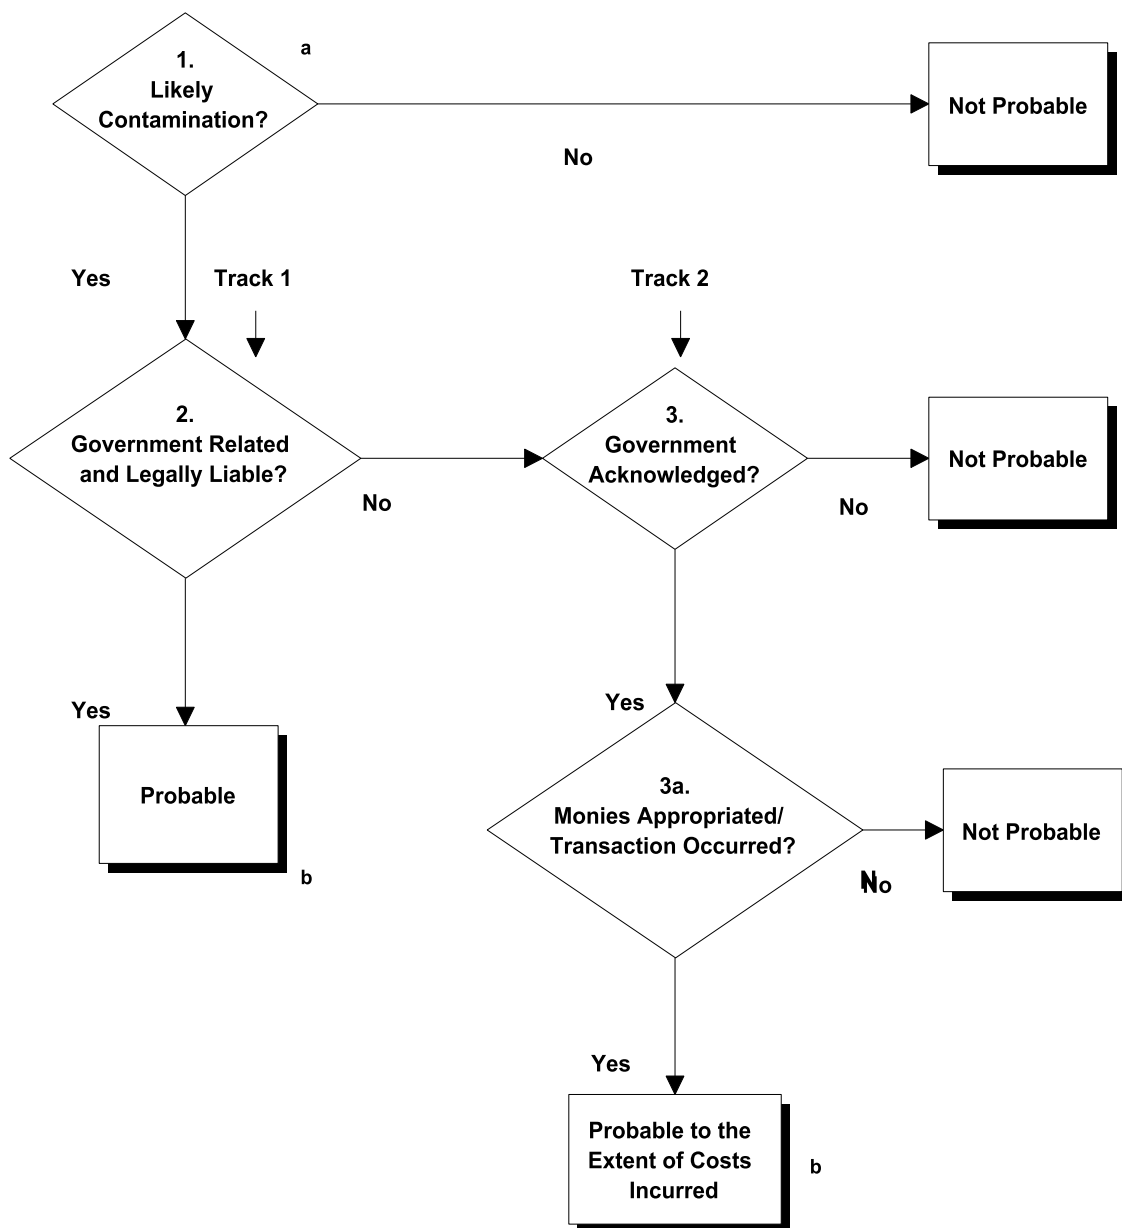 1.
Likely
Contamination?
a
Not Probable
No
Yes
Track 1
Track 2
2.
Government Related
and Legally Liable?
No
3.
Government
Acknowledged?
No
Not Probable
Yes
Probable
b
Yes
3a.
Monies Appropriated/
Transaction Occurred?
No
Not Probable
Yes
Probable to the
Extent of Costs
Incurred
b